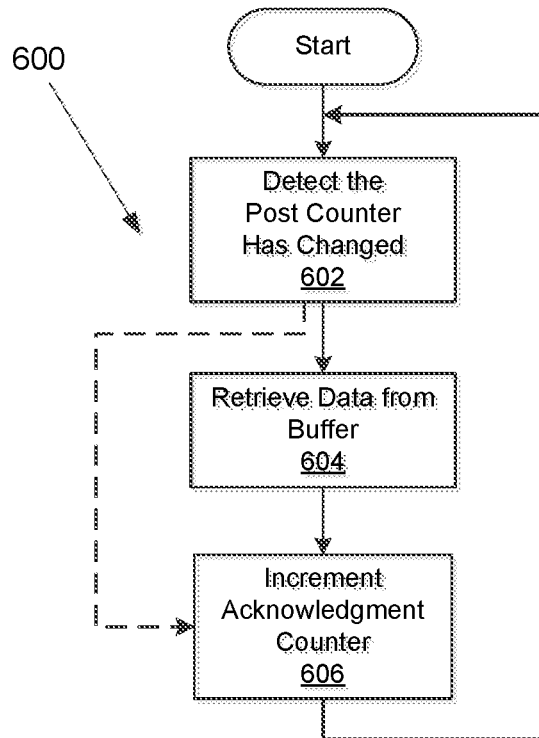 Start
600
Detect the
Post Counter
Has Changed
602
Retrieve Data from
Buffer
604
Increment
Acknowledgment
Counter
606